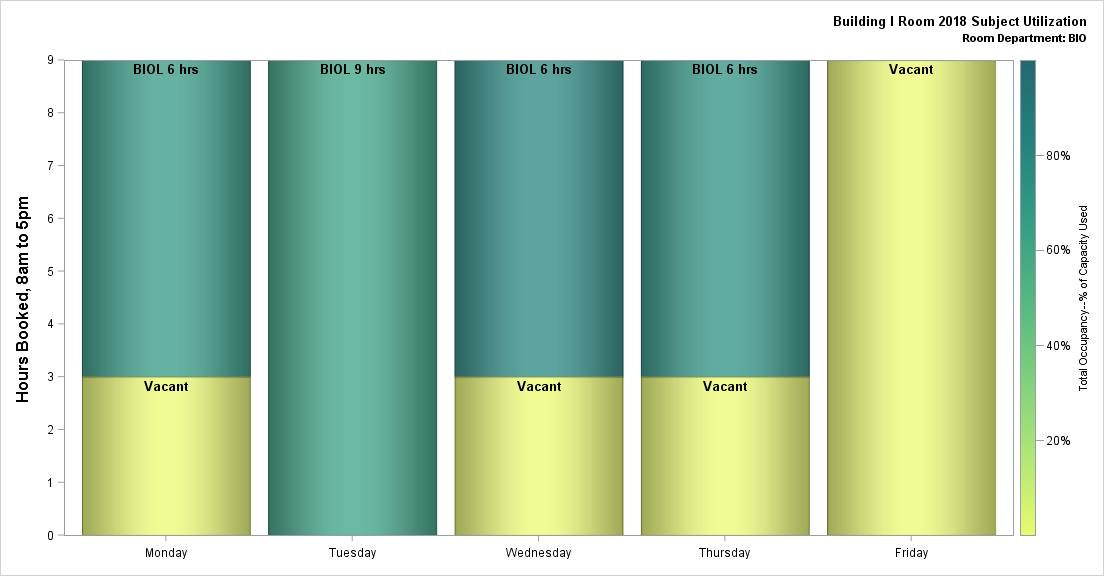 Building I Room 2018 Subject Utilization
Room Department: BIO
Hours Booked, 8am to 5pm
9
8
7
6
5
4
3
2
1
0
BIOL 6 hrs
BIOL 9 hrs
BIOL 6 hrs
BIOL 6 hrs
Vacant
Vacant
Vacant
Vacant
Monday
Tuesday
Wednesday
Thursday
Friday
80%
60%
40%
20%
Total Occupancy--% of Capacity Used